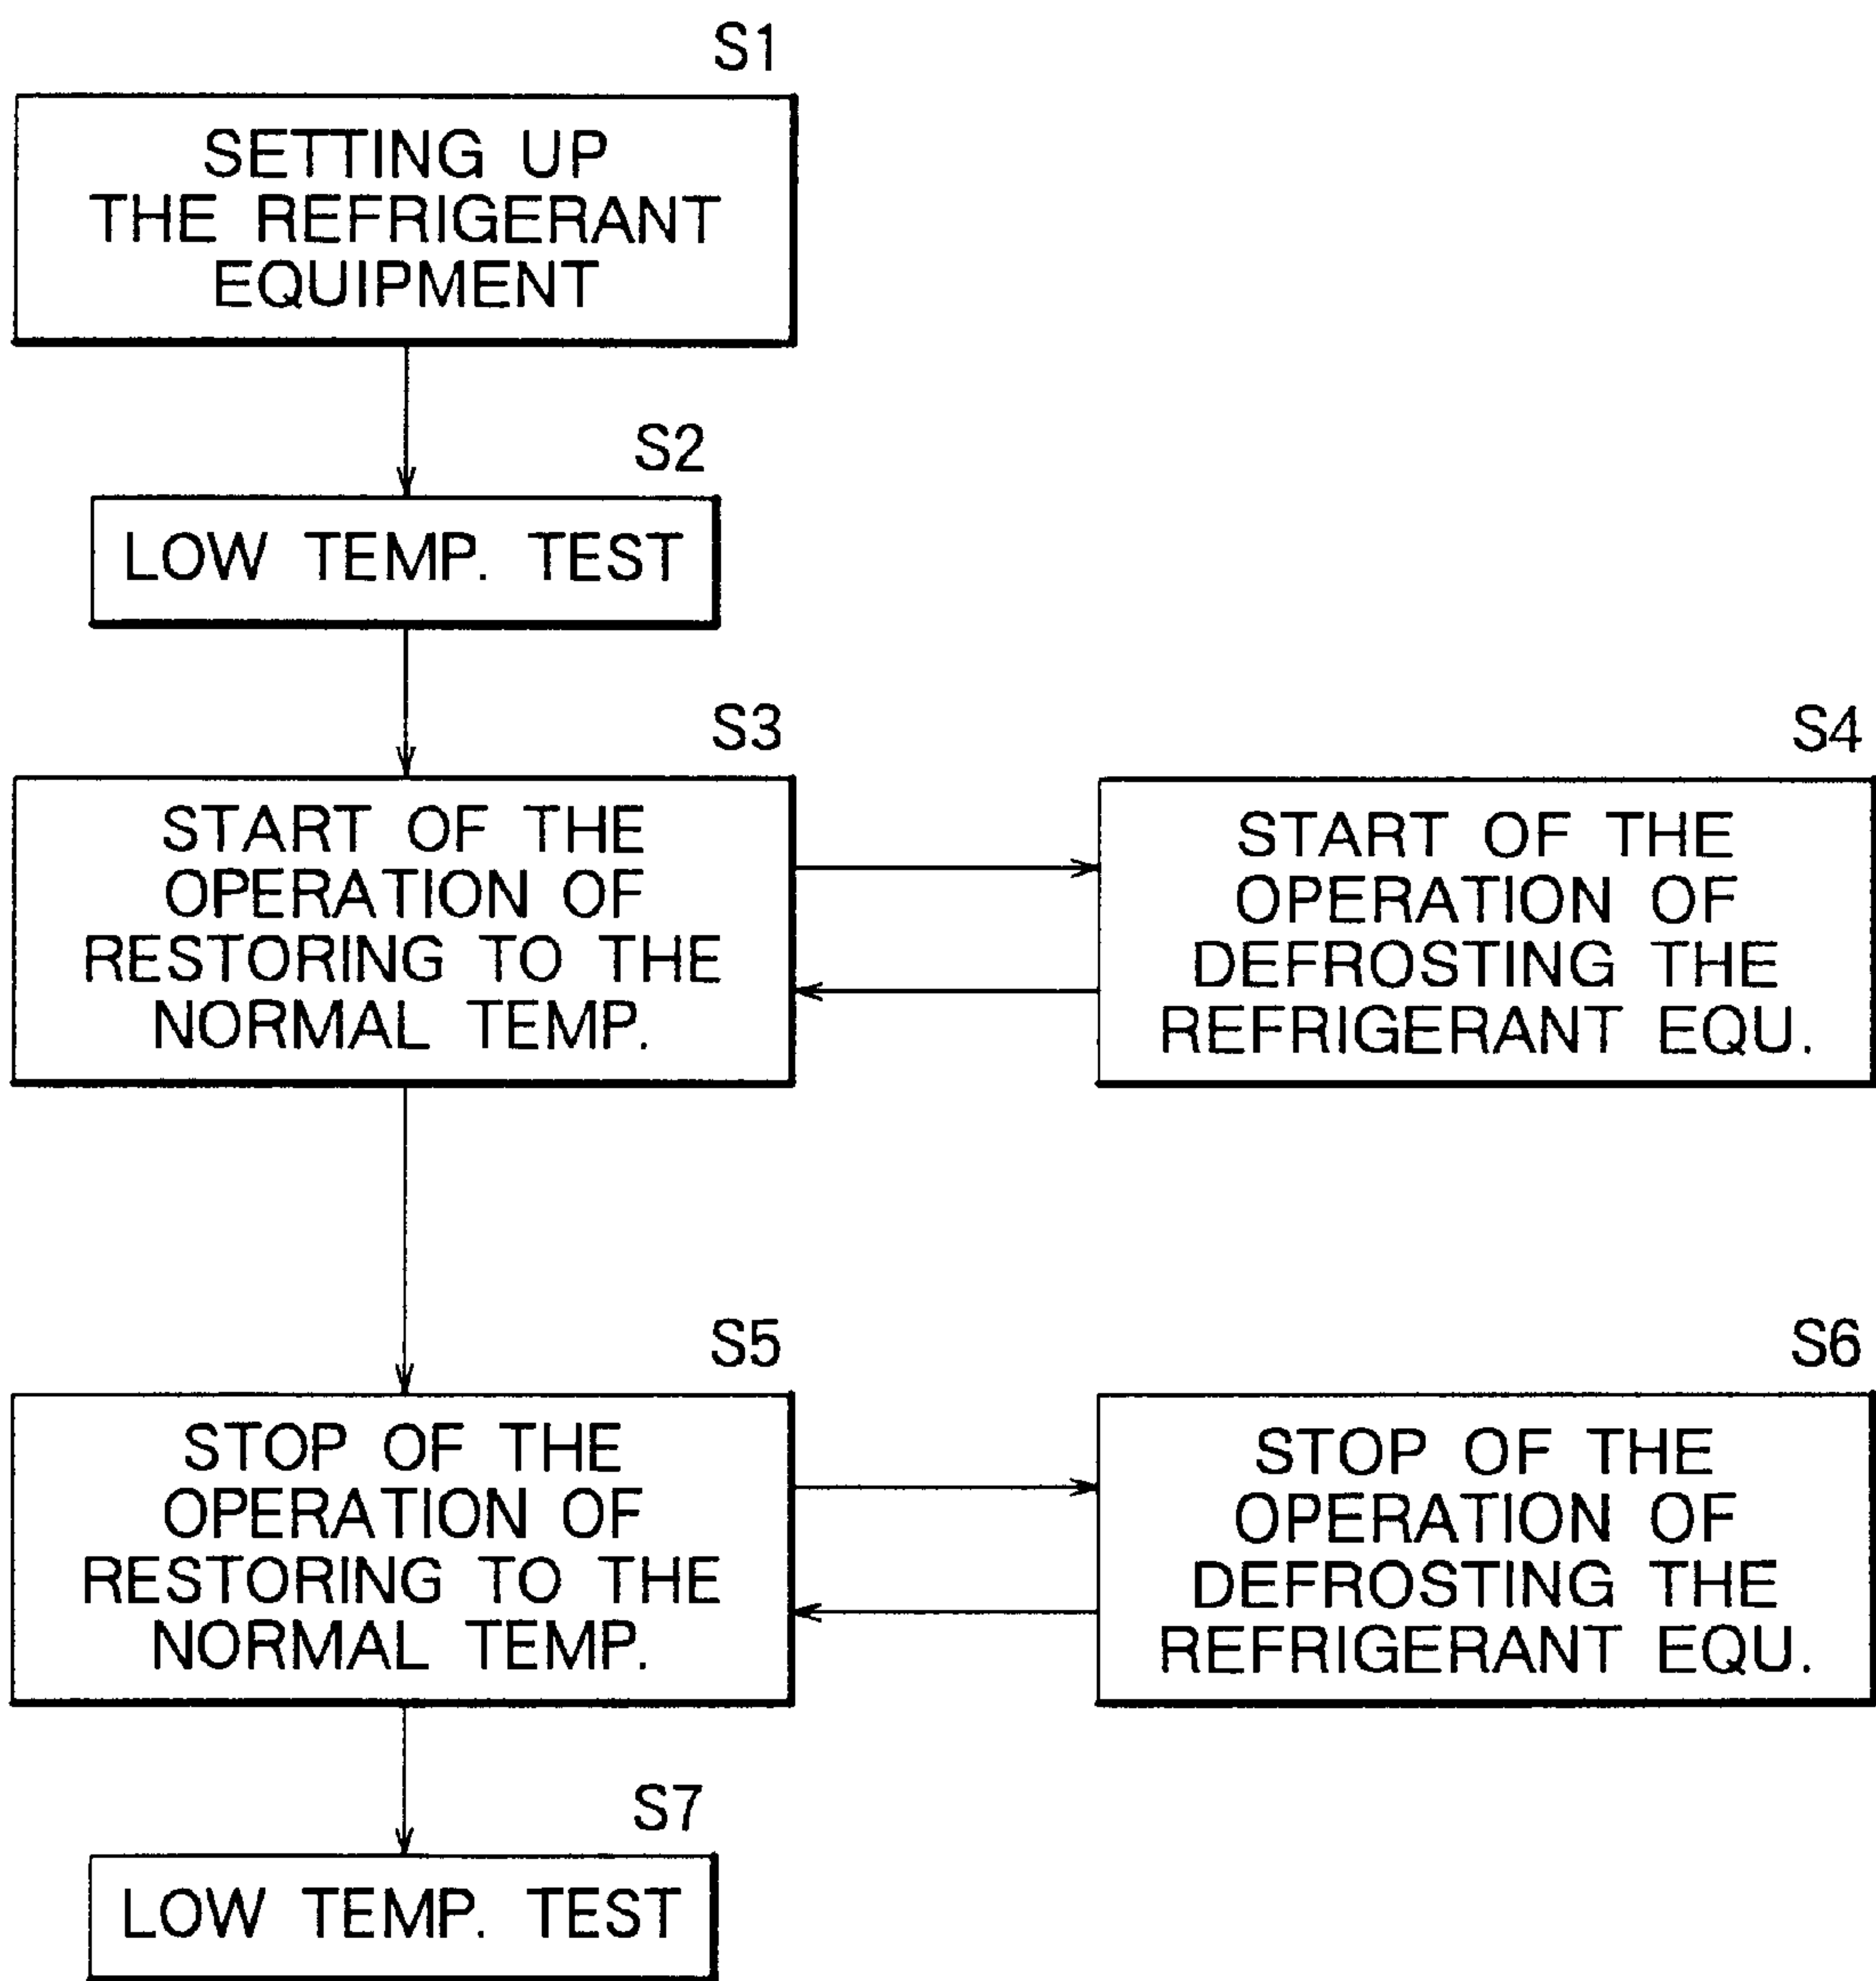 S1
SETTING UP
THE REFRIGERANT
EQUIPMENT
S2
LOW TEMP. TEST
S3
START OF THE
OPERATION OF
RESTORING TO THE
NORMAL TEMP.
S4
START OF THE
OPERATION OF
DEFROSTING THE
REFRIGERANT EQU.
S5
STOP OF THE
OPERATION OF
RESTORING TO THE
NORMAL TEMP.
S6
STOP OF THE
OPERATION OF
DEFROSTING THE
REFRIGERANT EQU.
S7
LOW TEMP. TEST